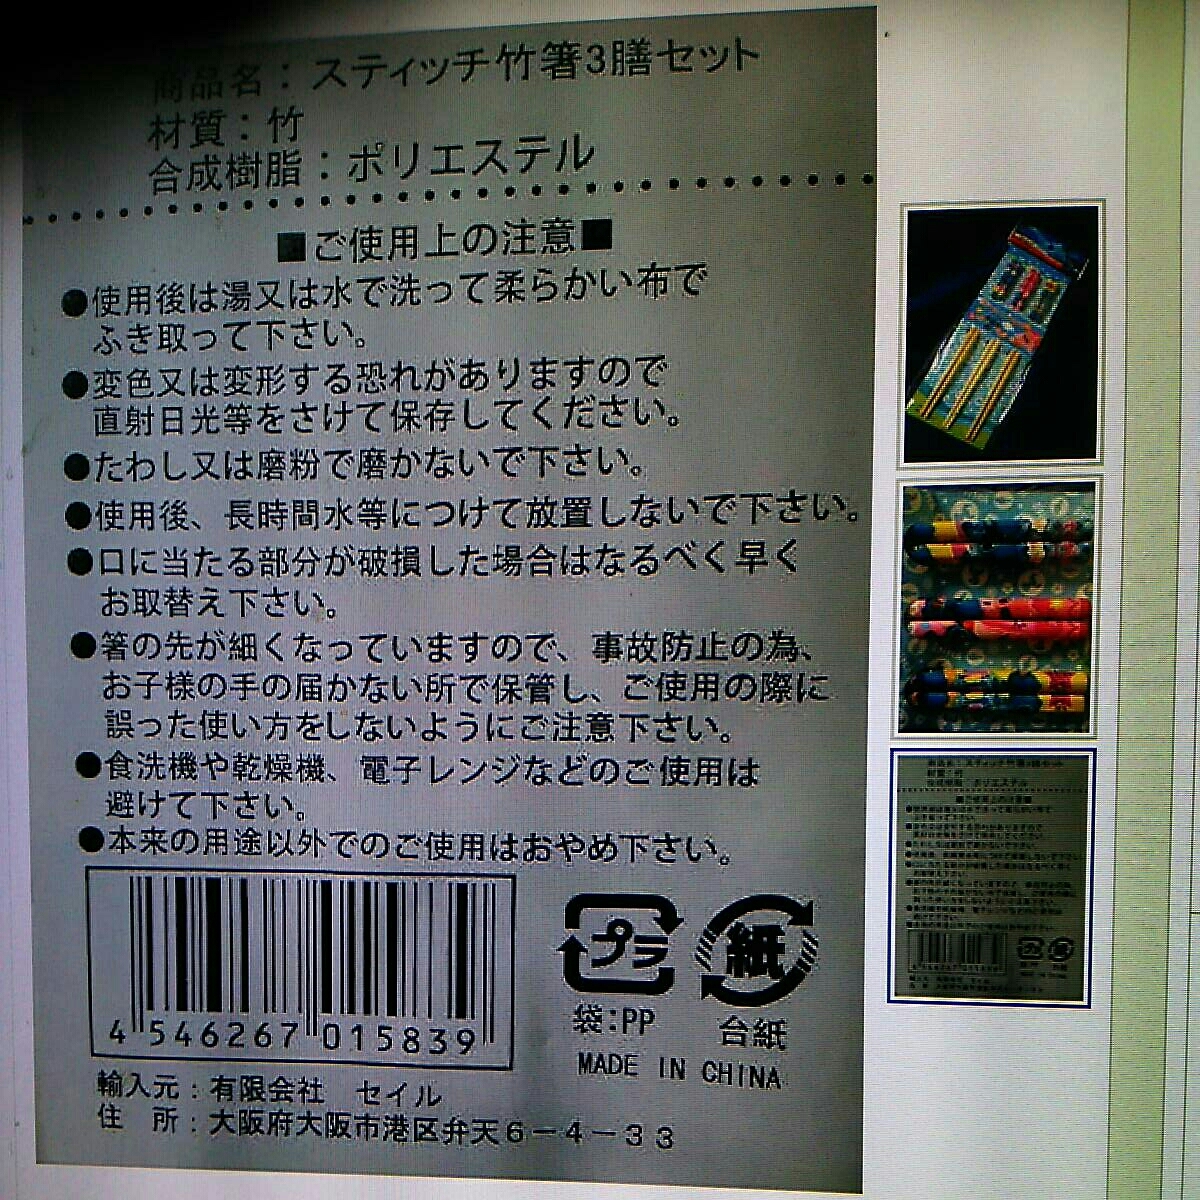 商品名：スティッチ竹箸3膳セット
材質：竹
合成樹脂：ポリエステル
■ご使用上の注意■
●使用後は湯又は水で洗って柔らかい布で
ふき取って下さい。
●変色又は変形する恐れがありますので
直射日光等をさけて保存してください。
●たわし又は磨粉で磨かないで下さい。
●使用後、長時間水等につけて放置しないで下さい。
●口に当たる部分が破損した場合はなるべく早く
お取替え下さい。
●箸の先が細くなっていますので、事故防止の為、
お子様の手の届かない所で保管し、ご使用の際に
誤った使い方をしないようにご注意下さい。
●食洗機や乾燥機、電子レンジなどのご使用は
避けて下さい。
●本来の用途以外でのご使用はおやめ下さい。
4 546267 015839
プラ 紙
袋:PP 台紙
MADE IN CHINA
輸入元：有限会社 セイル
住 所：大阪府大阪市港区弁天6－4－33